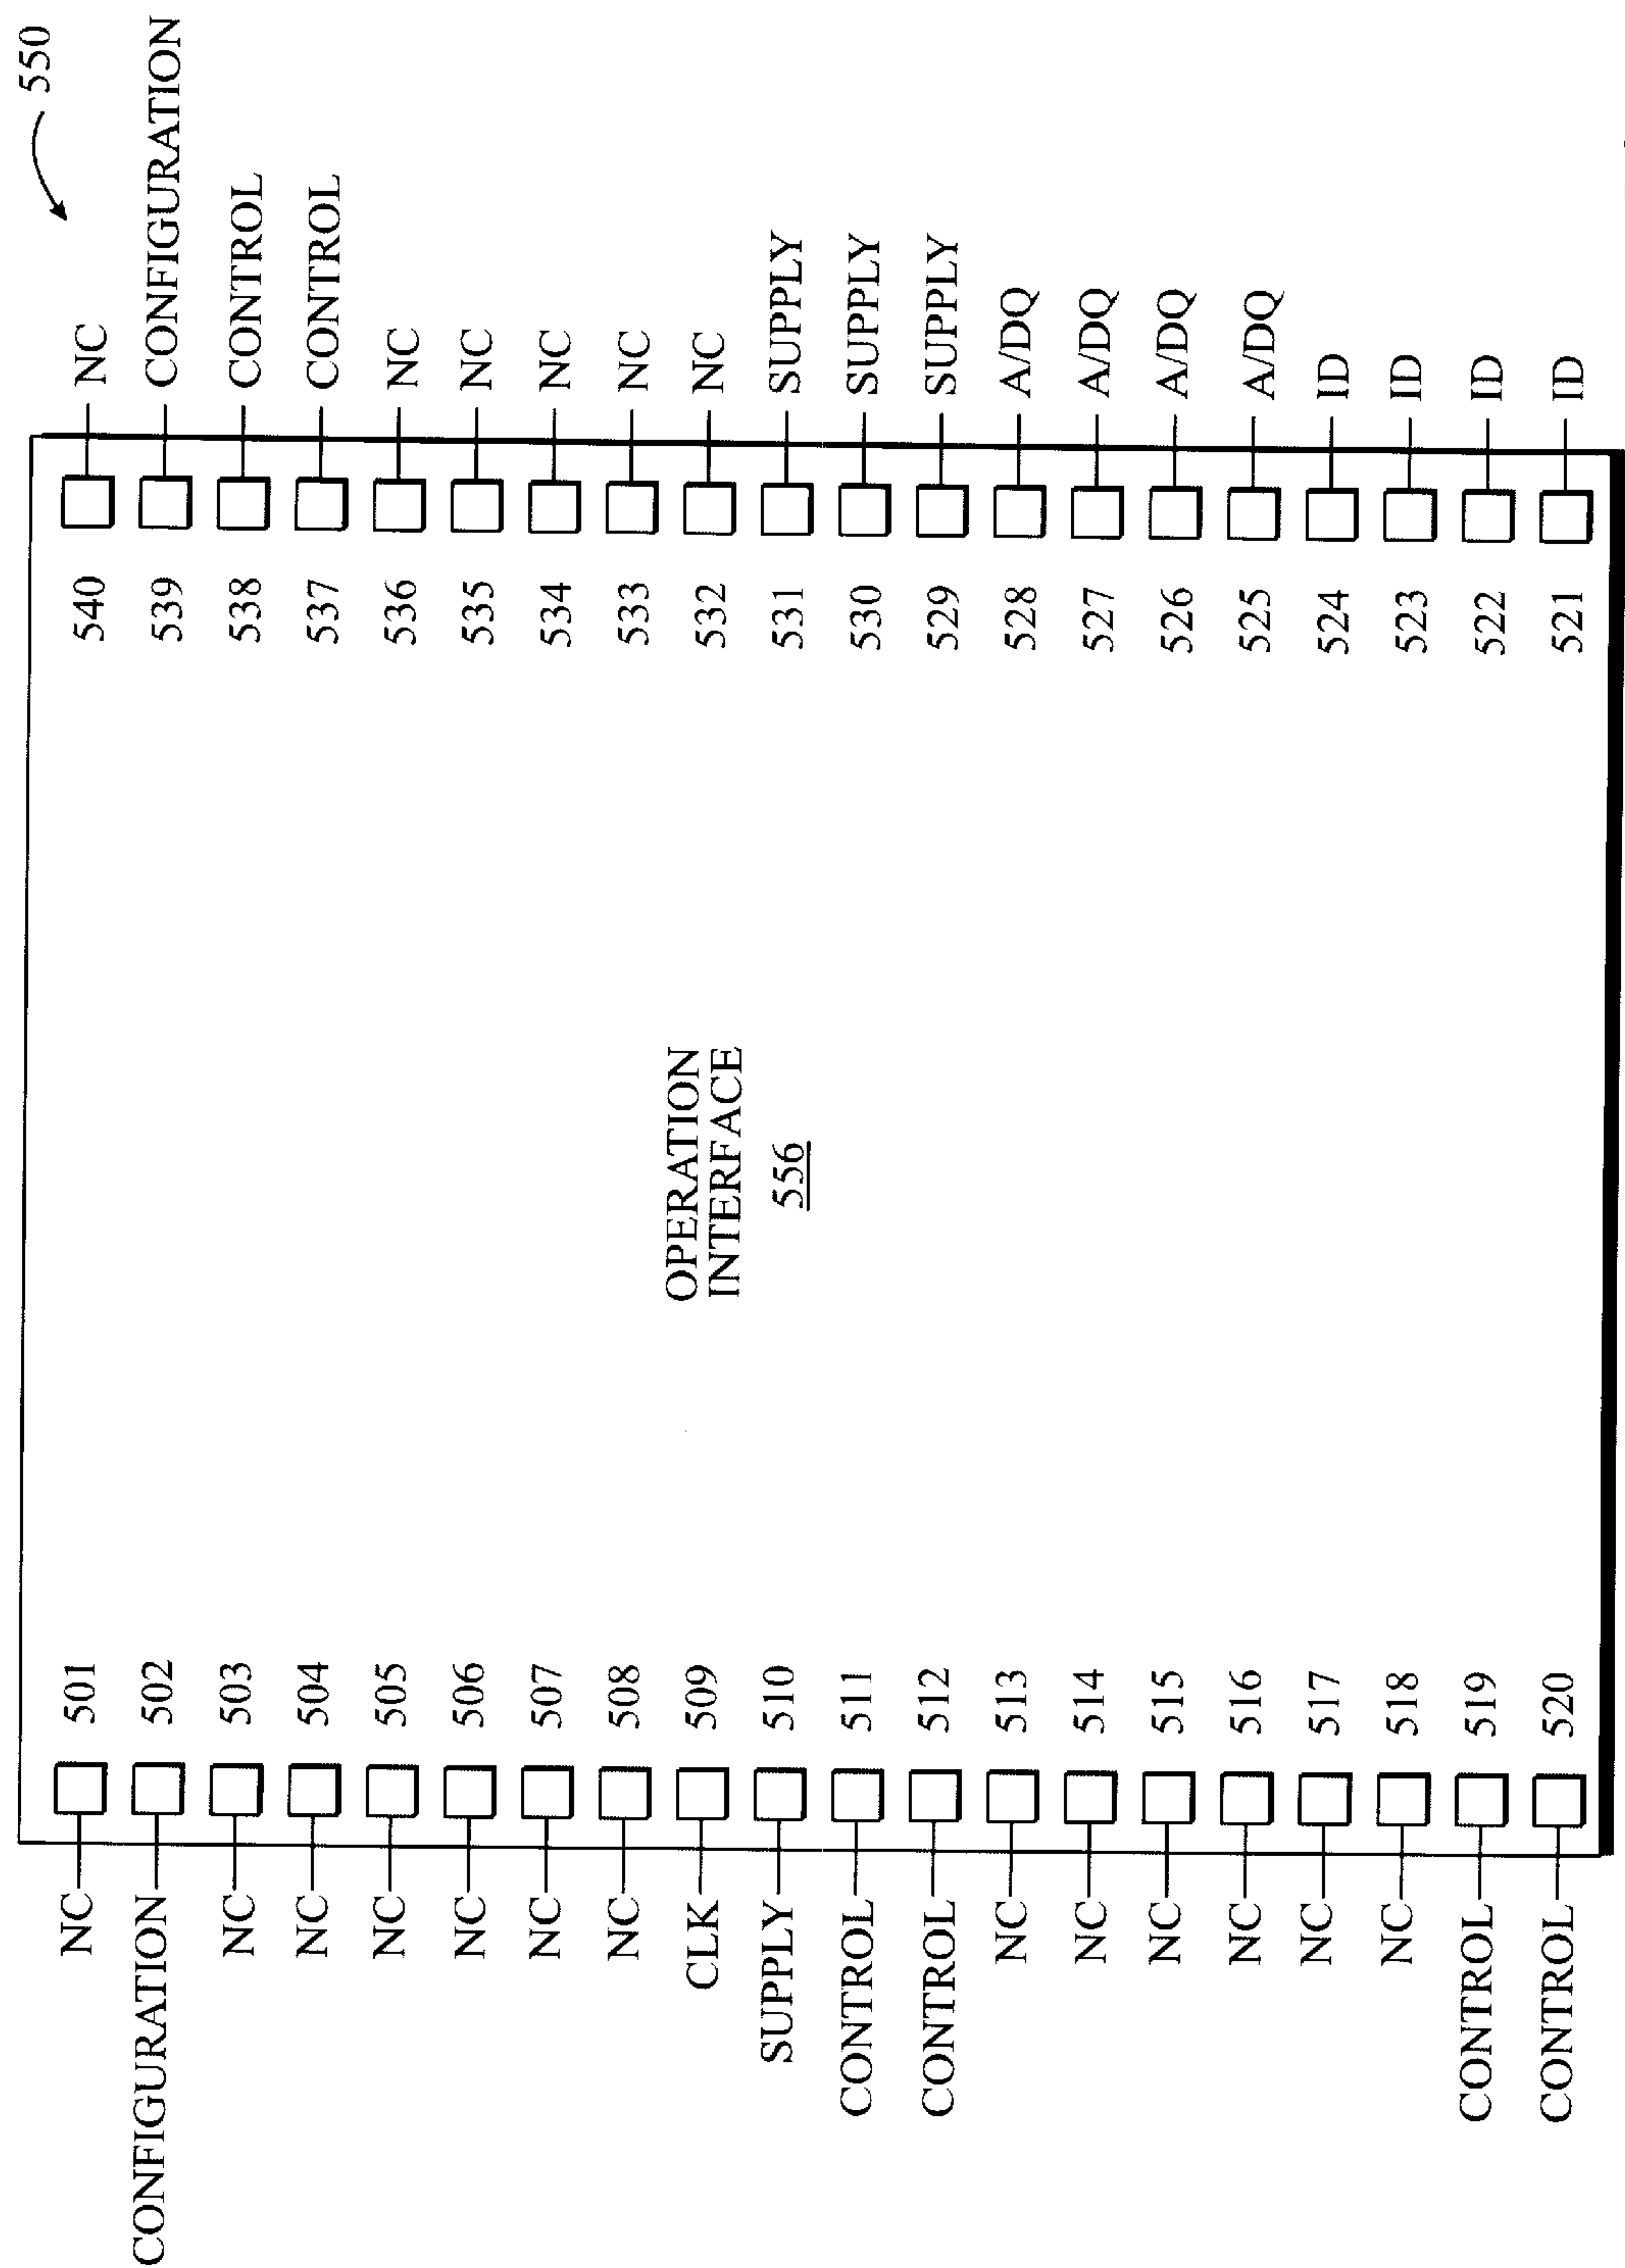 550
NC 501 540 NC
CONFIGURATION 502 539 CONFIGURATION
NC 503 538 CONTROL
NC 504 537 CONTROL
NC 505 536 NC
NC 506 535 NC
NC 507 534 NC
NC 508 533 NC
CLK 509 532 NC
SUPPLY 510 531 SUPPLY
CONTROL 511 530 SUPPLY
CONTROL 512 529 SUPPLY
NC 513 528 A/DQ
NC 514 527 A/DQ
NC 515 526 A/DQ
NC 516 525 A/DQ
NC 517 524 ID
NC 518 523 ID
CONTROL 519 522 ID
CONTROL 520 521 ID
OPERATION
INTERFACE
556